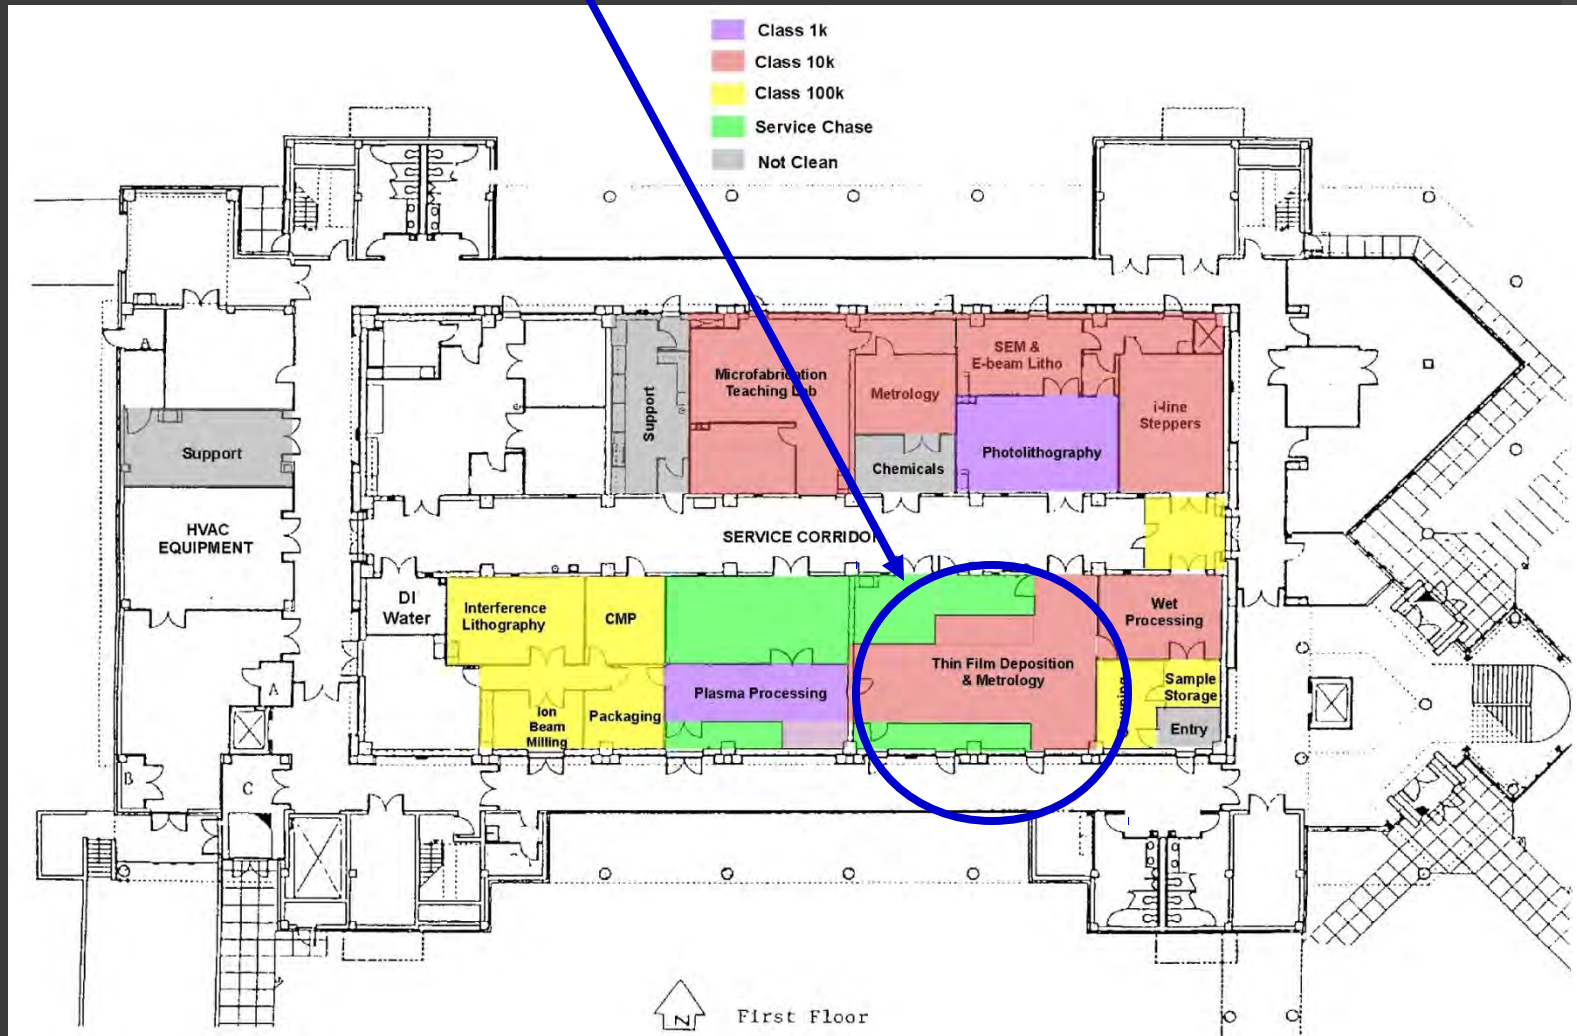 Class 1k
Class 10k
Class 100k
Service Chase
Not Clean
Microfabrication
Teaching Lab
Metrology
SEM &
E-beam Litho
i-line
Steppers
Support
Chemicals
Photolithography
Support
HVAC
EQUIPMENT
SERVICE CORRIDOR
DI
Water
Interference
Lithography
CMP
Wet
Processing
Thin Film Deposition
& Metrology
Plasma Processing
Ion
Beam
Milling
Packaging
Sample
Storage
Entry
A
B
C
N
First Floor